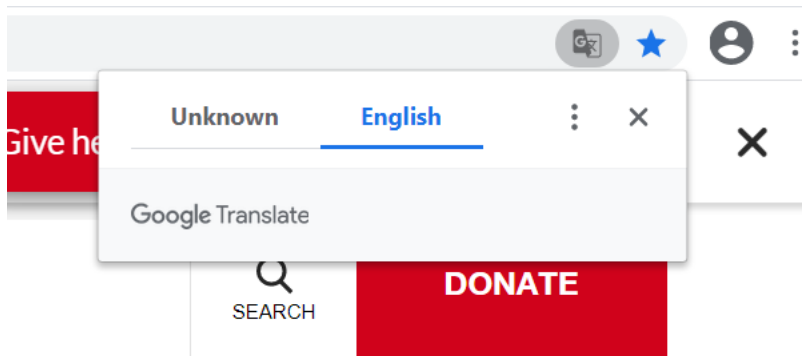 Give he
Unknown English
Google Translate
SEARCH
DONATE